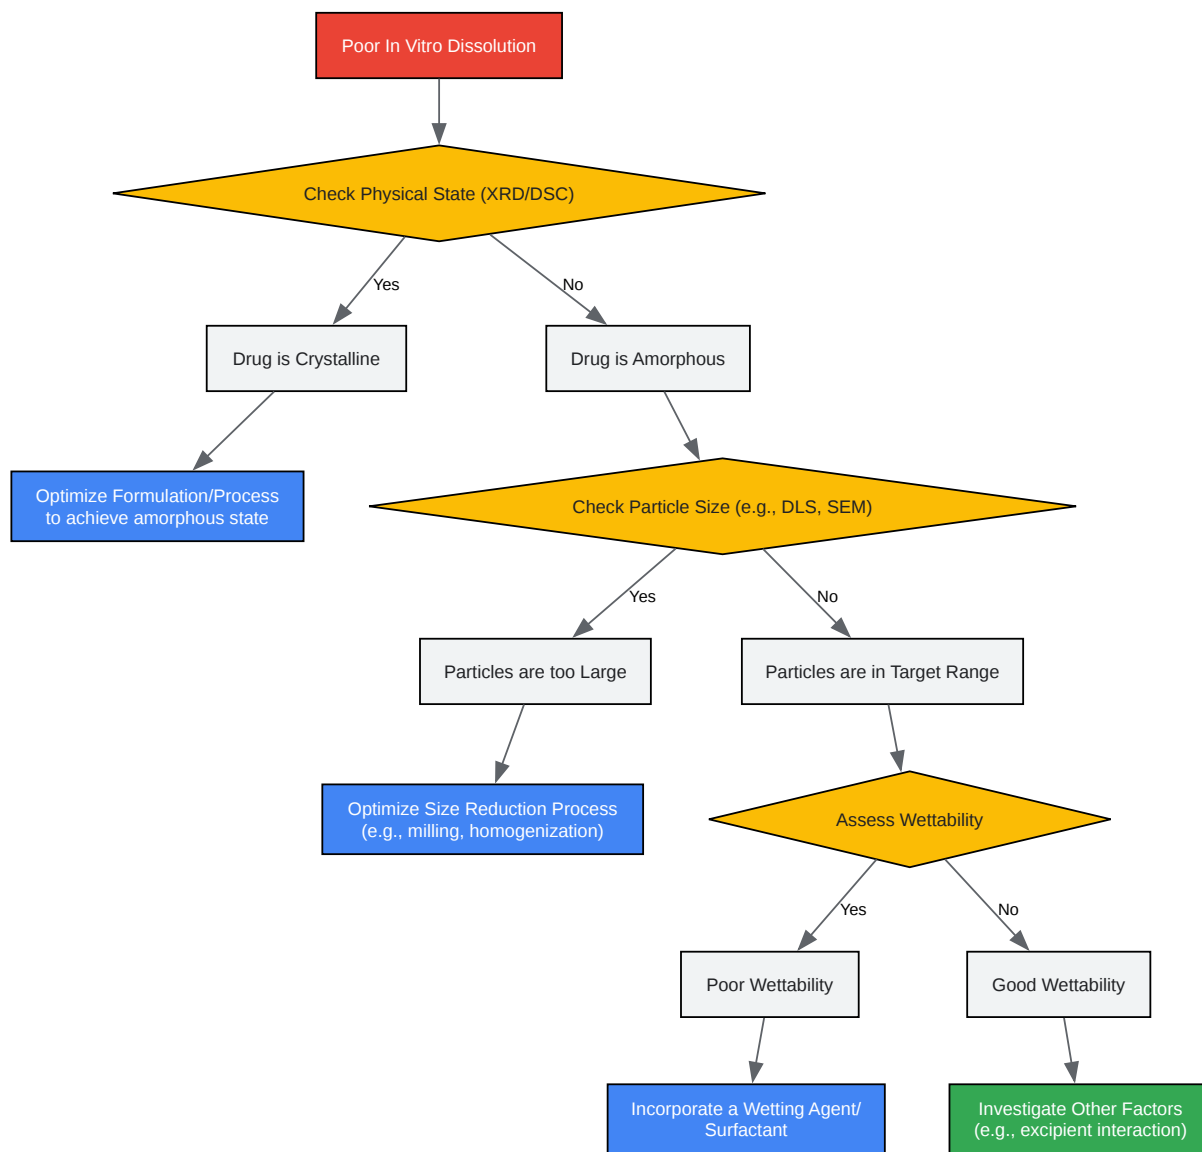 Poor In Vitro Dissolution
Check Physical State (XRD/DSC)
Yes
No
Drug is Crystalline
Drug is Amorphous
Optimize Formulation/Process
to achieve amorphous state
Check Particle Size (e.g., DLS, SEM)
Yes
No
Particles are too Large
Particles are in Target Range
Optimize Size Reduction Process
(e.g., milling, homogenization)
Assess Wettability
Yes
No
Poor Wettability
Good Wettability
Incorporate a Wetting Agent/
Surfactant
Investigate Other Factors
(e.g., excipient interaction)